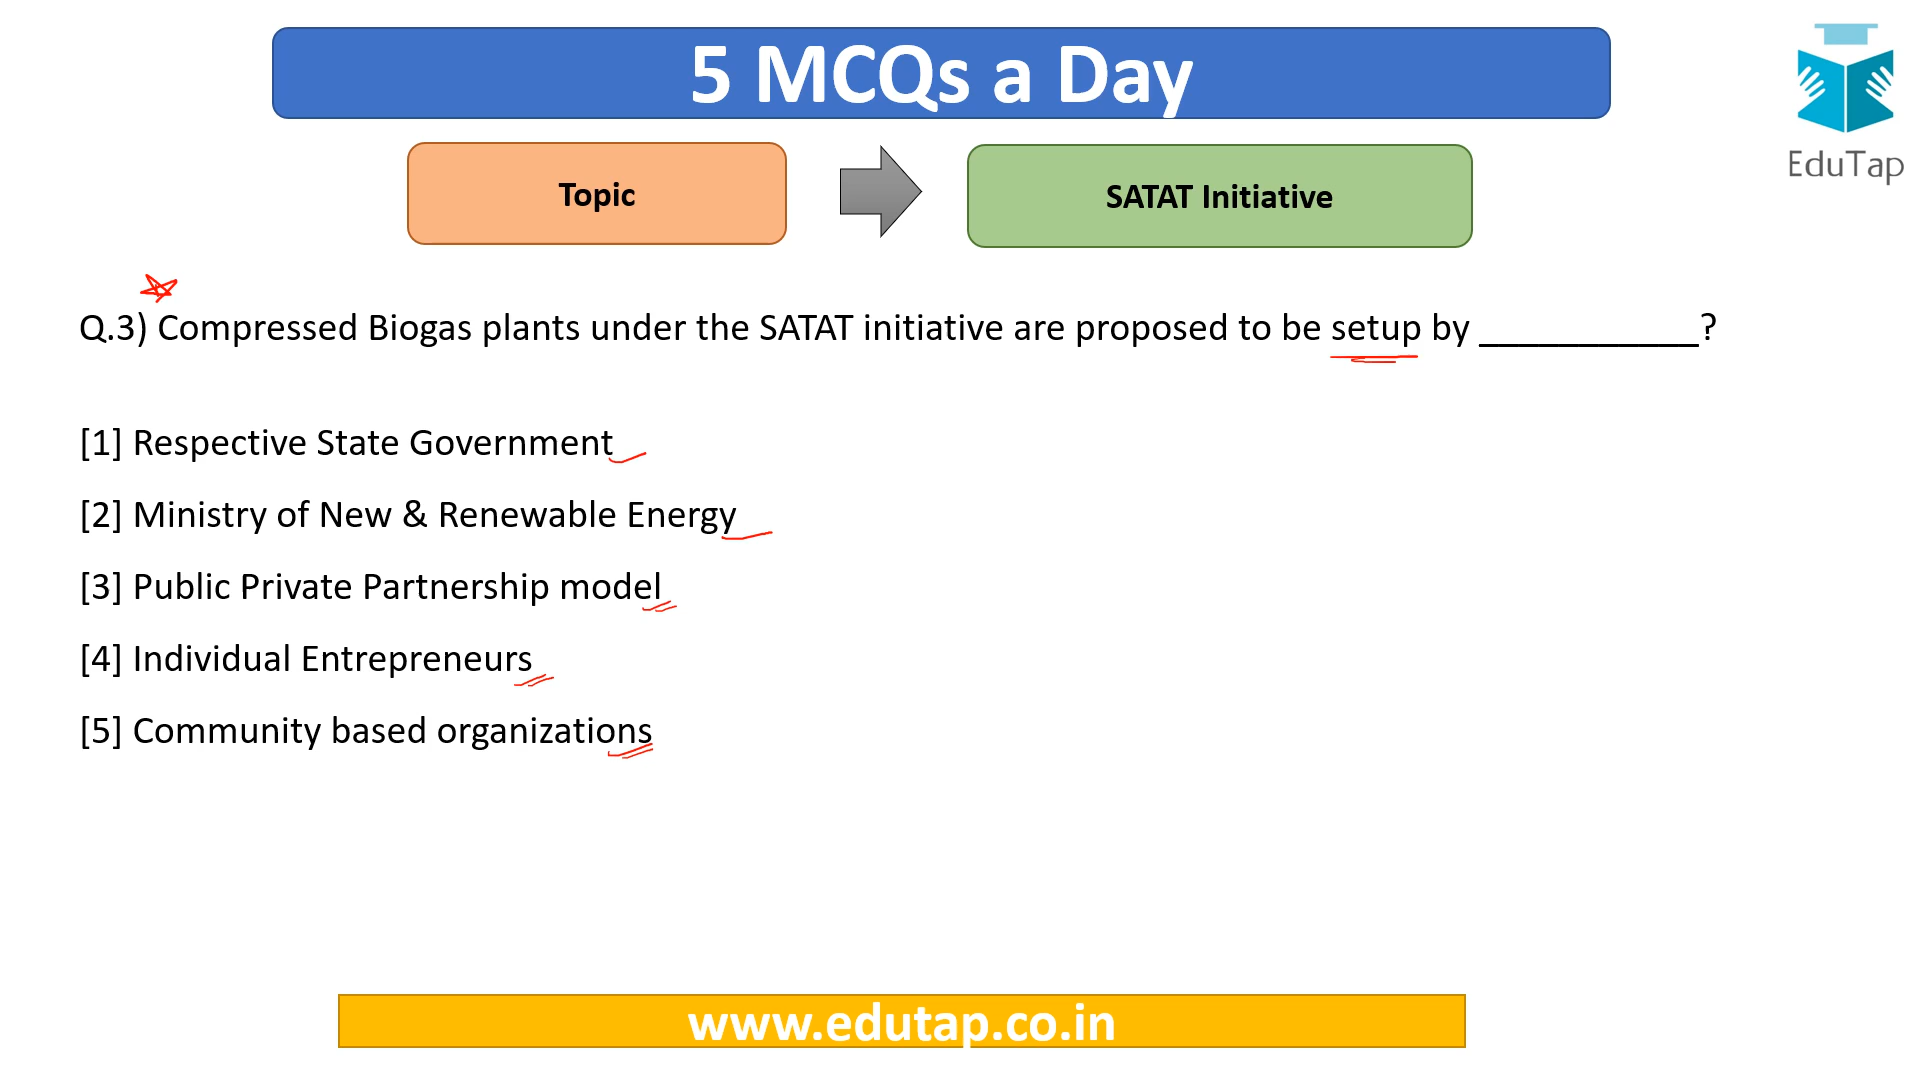 5 MCQs a Day
EduTap
Topic
SATAT Initiative
Q.3) Compressed Biogas plants under the SATAT initiative are proposed to be setup by ___________?
[1] Respective State Government
[2] Ministry of New & Renewable Energy
[3] Public Private Partnership model
[4] Individual Entrepreneurs
[5] Community based organizations
www.edutap.co.in